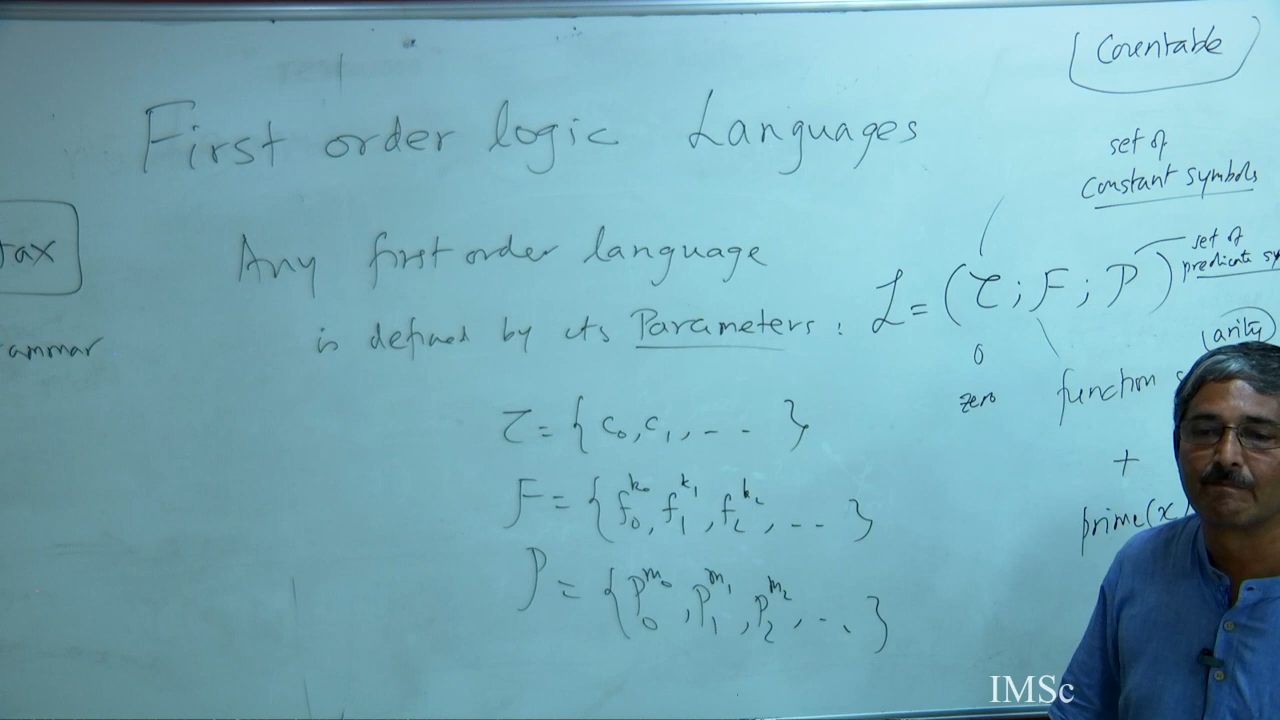 (Countable)
First order logic Languages
set of
constant symbols
tax
Any first order language
set of
predicate sy
L = (C ; F ; P)
is defined by its Parameters :
(arity)
ammar
0
zero
function s
C = { c₀, c₁, - - }
+
F = { f₀^k₀, f₁^k₁, f₂^k₂, - - }
prime(x)
P = { p₀^m₀, p₁^m₁, p₂^m₂, - - }
IMSc